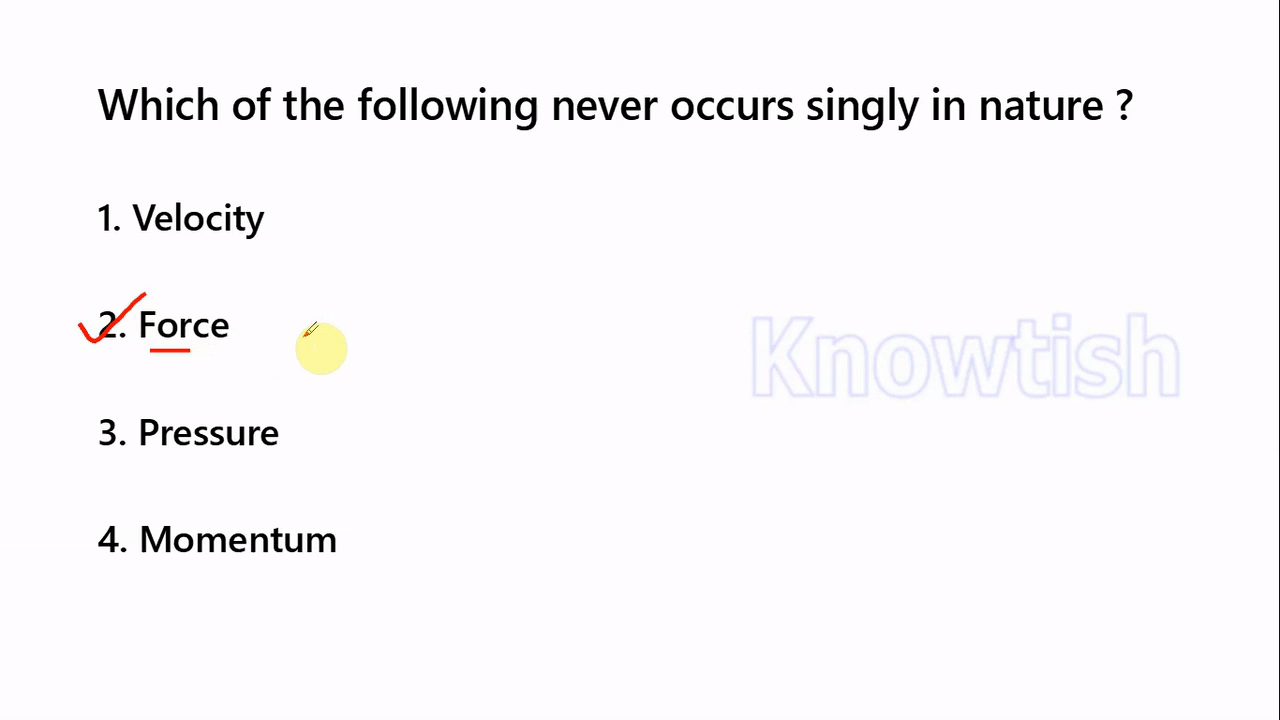 Which of the following never occurs singly in nature ?
1. Velocity
2. Force
Knowtish
3. Pressure
4. Momentum